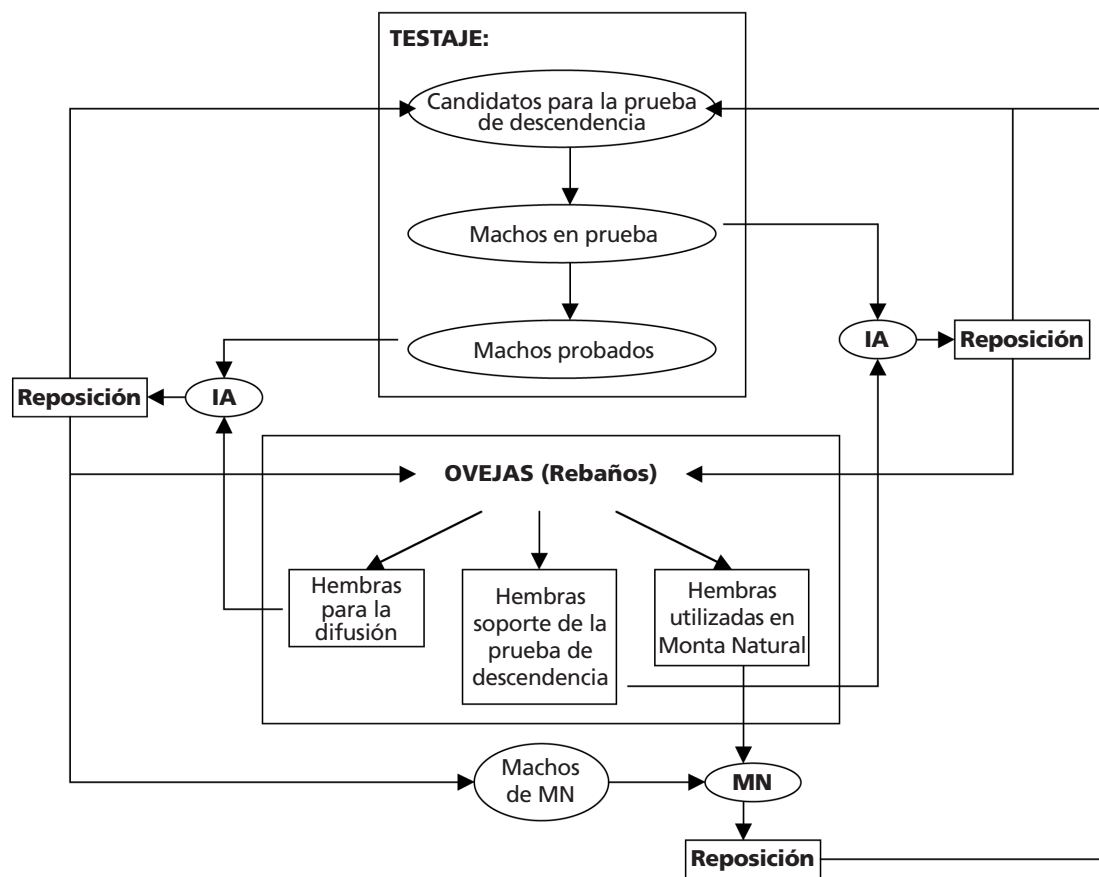 TESTAJE:
Candidatos para la prueba
de descendencia
Machos en prueba
Machos probados
IA
Reposición
Reposición
IA
OVEJAS (Rebaños)
Hembras
para la
difusión
Hembras
soporte de la
prueba de
descendencia
Hembras
utilizadas en
Monta Natural
Machos
de MN
MN
Reposición